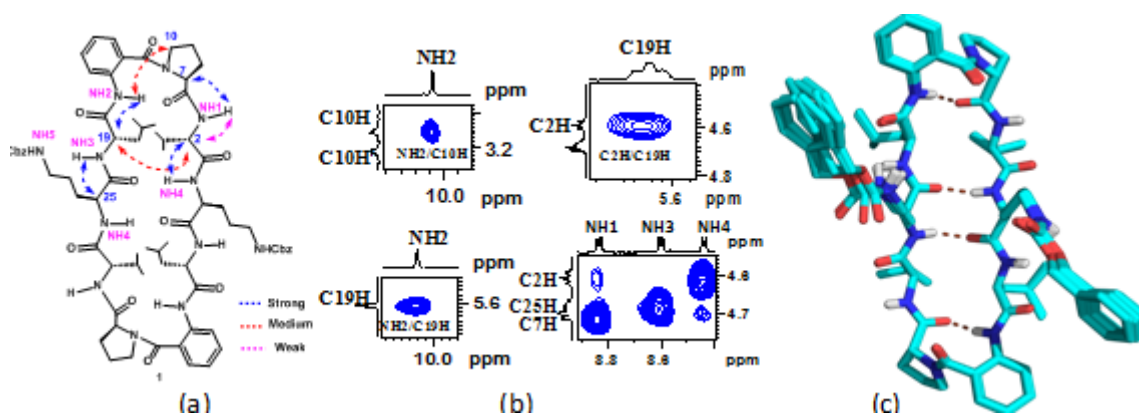 10
O
O
N
7
O
NH2
N
H
NH1
N
H
O
NH5
NH3
19
2
O
CbzHN
H
N
O
H
N
25
NH4
O
N
H
N
H
NHCbz
NH4
O
O
H
N
N
H
O
O
N
N
O
O
1
Strong
Medium
Weak
(a)
NH2
ppm
C10H
C10H
NH2/C10H
3.2
10.0
ppm
C19H
ppm
C2H
C2H/C19H
4.6
4.8
5.6
ppm
NH2
ppm
C19H
NH2/C19H
5.6
10.0
ppm
NH1 NH3 NH4
ppm
C2H
C25H
C7H
4.6
4.7
8.8
8.6
ppm
(b)
(c)